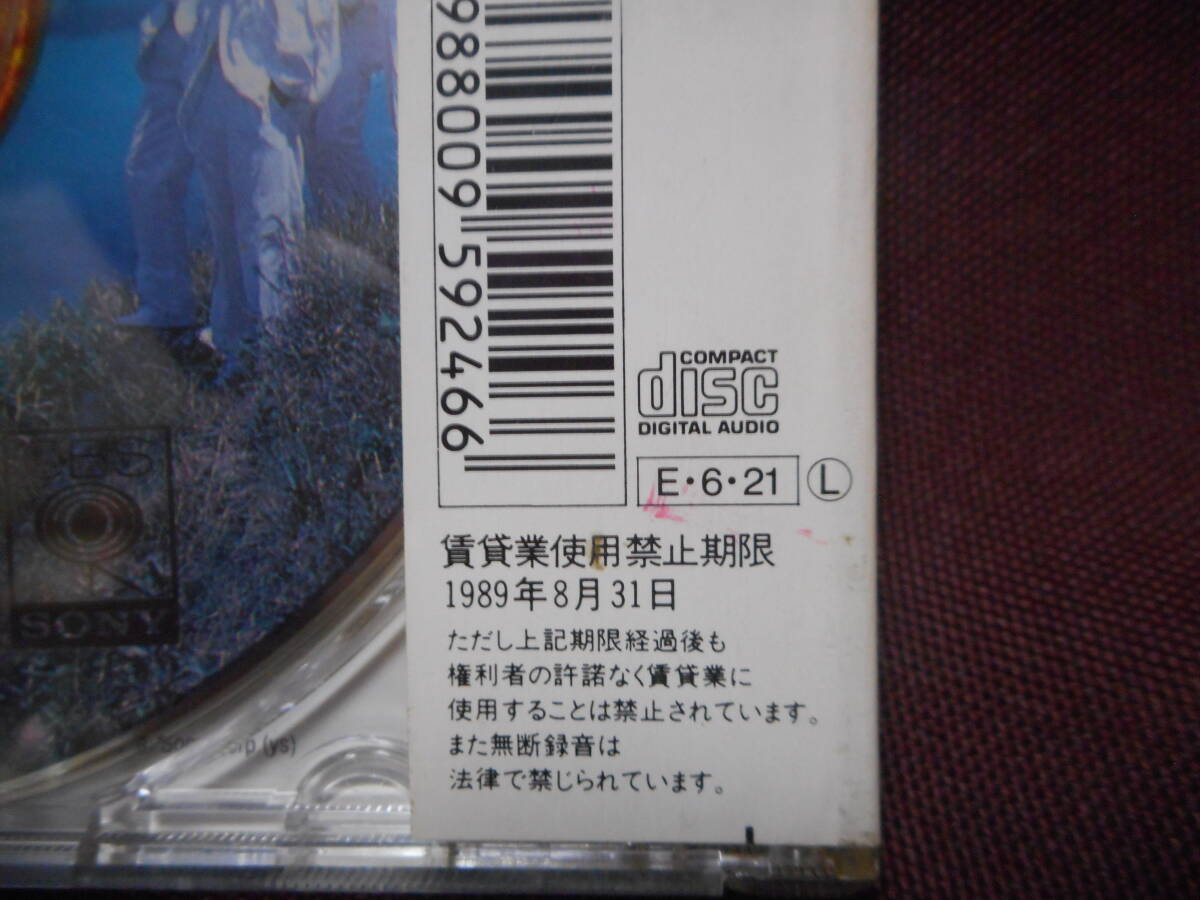 988009 592466
COMPACT
disc
DIGITAL AUDIO
E・6・21 Ⓛ
賃貸業使用禁止期限
1989年8月31日
ただし上記期限経過後も
権利者の許諾なく賃貸業に
使用することは禁止されています。
また無断録音は
法律で禁じられています。
CBS
SONY
(ys)